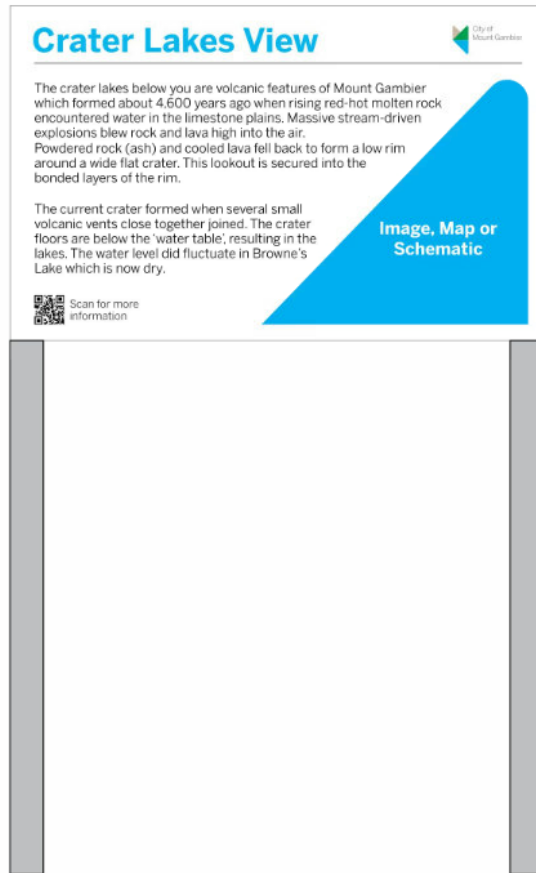 Crater Lakes View
City of
Mount Gambier
The crater lakes below you are volcanic features of Mount Gambier
which formed about 4,600 years ago when rising red-hot molten rock
encountered water in the limestone plains. Massive stream-driven
explosions blew rock and lava high into the air.
Powdered rock (ash) and cooled lava fell back to form a low rim
around a wide flat crater. This lookout is secured into the
bonded layers of the rim.
The current crater formed when several small
volcanic vents close together joined. The crater
floors are below the 'water table', resulting in the
lakes. The water level did fluctuate in Browne's
Lake which is now dry.
Image, Map or
Schematic
Scan for more
information